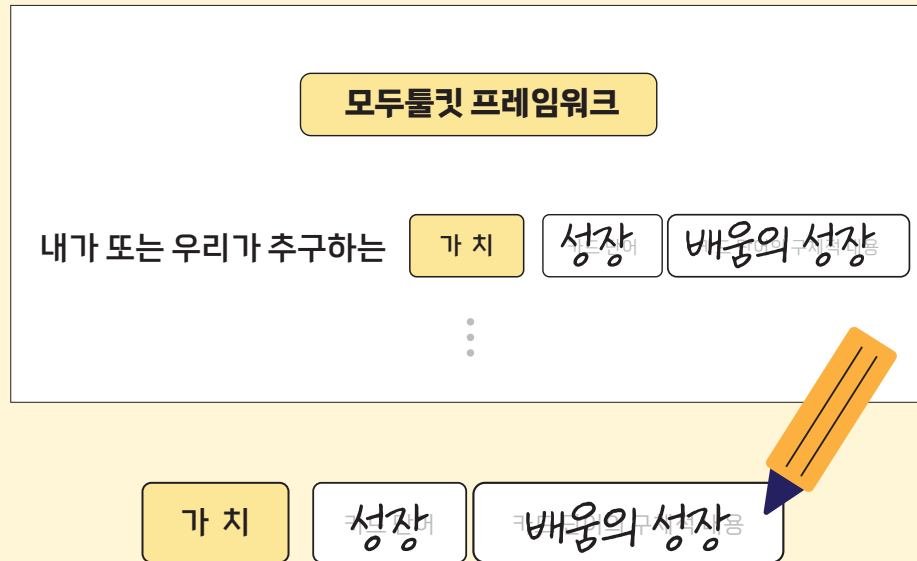 모두툴킷 프레임워크
내가 또는 우리가 추구하는 가 치 성장 배움의 성장
가 치 성장 배움의 성장